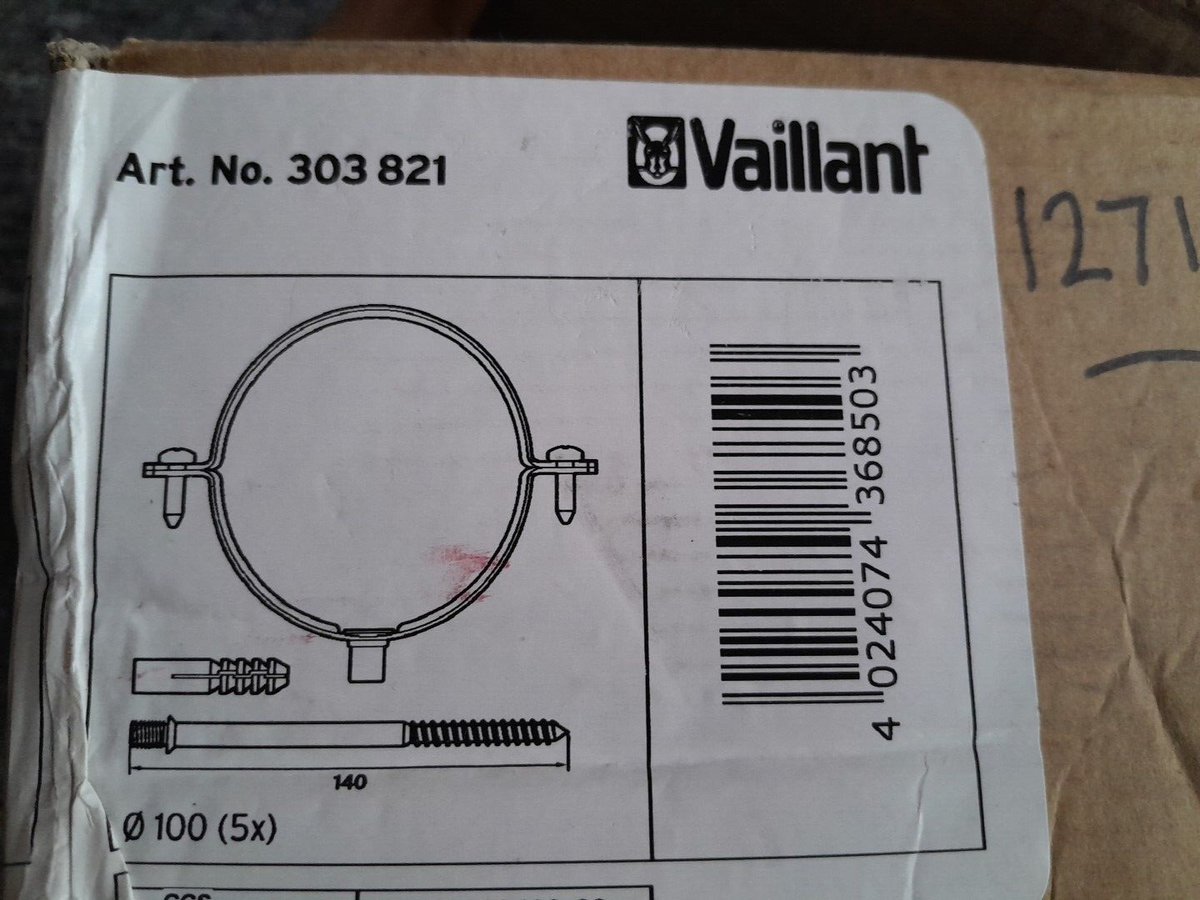 Art. No. 303 821
Vaillant
1271
4 024074 368503
140
Ø 100 (5x)